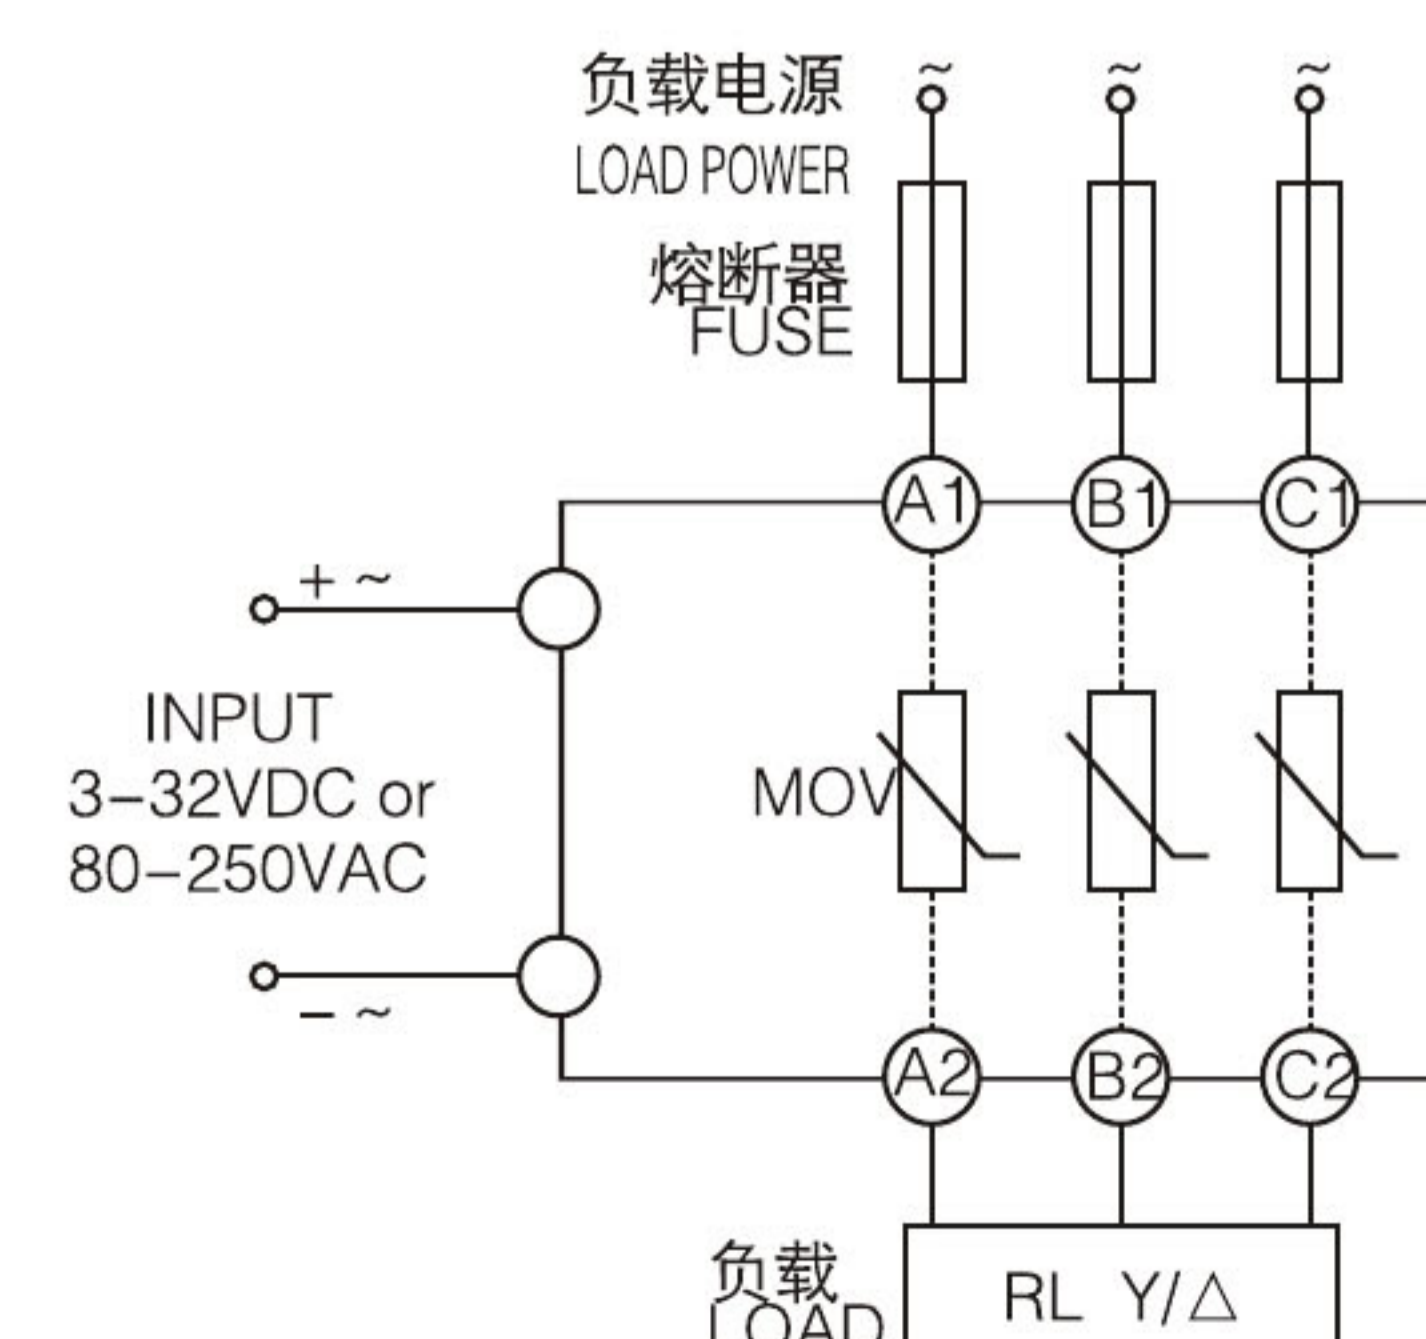 负载电源
~ ~ ~
LOAD POWER
熔断器
FUSE
A1 B1 C1
+ ~
INPUT
3-32VDC or
80-250VAC
MOV
- ~
A2 B2 C2
负载
LOAD
RL Y/△